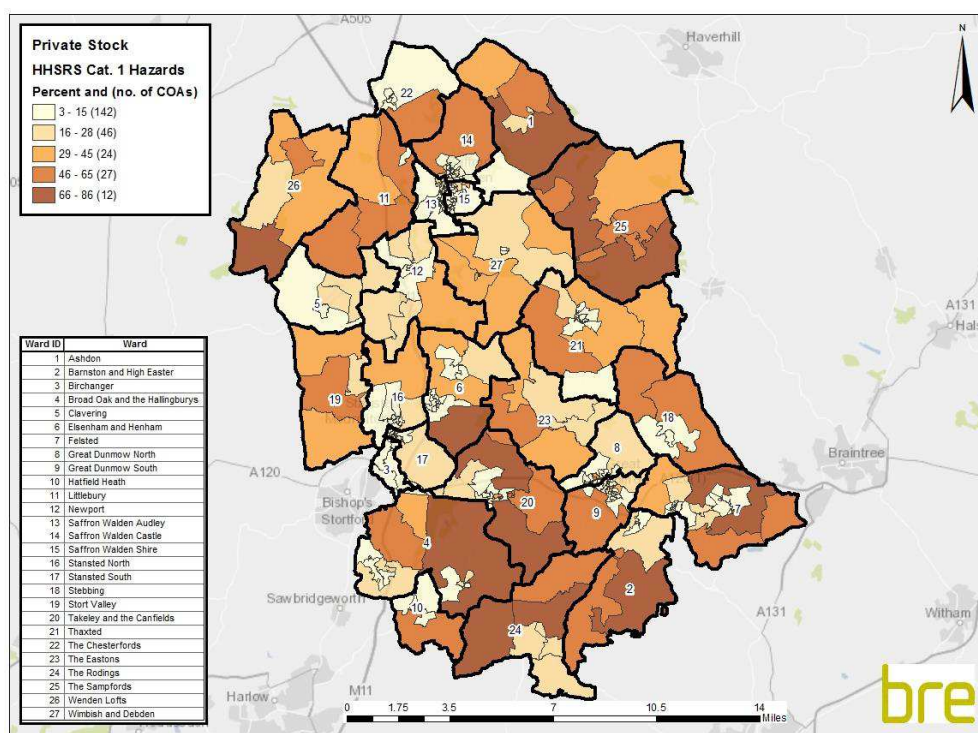 A505
Haverhill
N
Private Stock
HHSRS Cat. 1 Hazards
Percent and (no. of COAs)
3 - 15 (142)
16 - 28 (46)
29 - 45 (24)
46 - 65 (27)
66 - 86 (12)
22
1
14
26
11
13
15
25
12
27
5
A131
21
Ward ID Ward
1 Ashdon
2 Barnston and High Easter
3 Birchanger
4 Broad Oak and the Hallingburys
5 Clavering
6 Elsenham and Henham
7 Felsted
8 Great Dunmow North
9 Great Dunmow South
10 Hatfield Heath
11 Littlebury
12 Newport
13 Saffron Walden Audley
14 Saffron Walden Castle
15 Saffron Walden Shire
16 Stansted North
17 Stansted South
18 Stebbing
19 Stort Valley
20 Takeley and the Canfields
21 Thaxted
22 The Chesterfords
23 The Eastons
24 The Rodings
25 The Sampfords
26 Wenden Lofts
27 Wimbish and Debden
6
19
16
23
18
8
Braintree
A120
3
17
Bishop's
Stortford
20
9
7
4
2
Sawbridgeworth
10
A131
Witham
24
Harlow
M11
0 1.75 3.5 7 10.5 14
Miles
bre